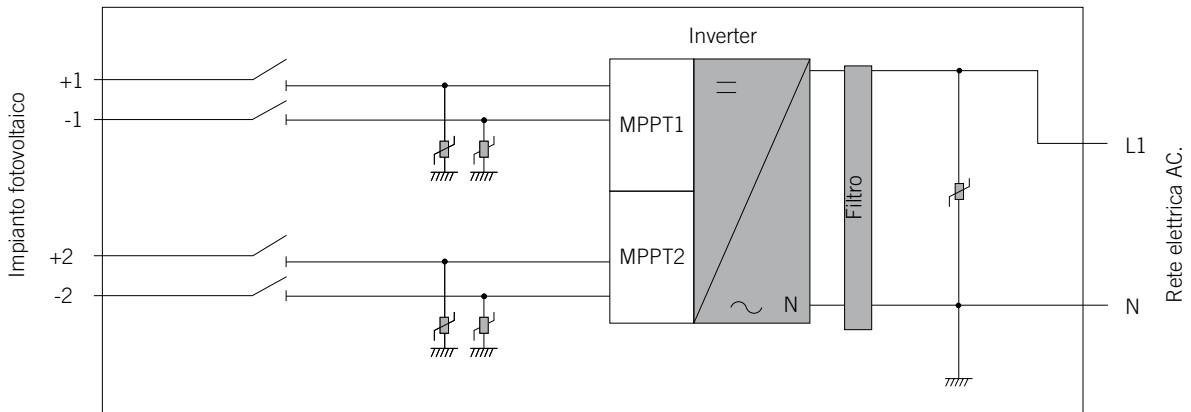 Inverter
Impianto fotovoltaico
+1
-1
+2
-2
MPPT1
MPPT2
N
Filtro
L1
N
Rete elettrica AC.